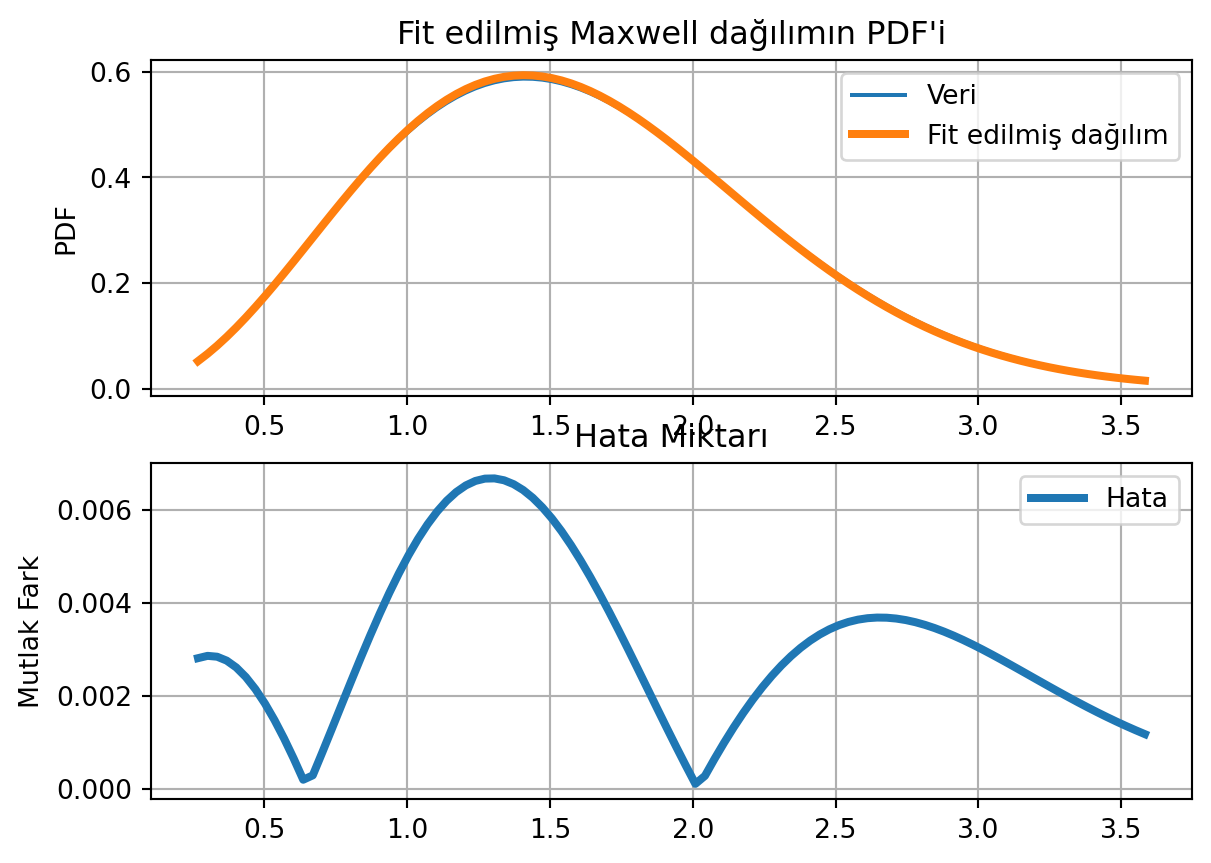 Fit edilmiş Maxwell dağılımın PDF'i
0.6
0.4
0.2
0.0
PDF
Veri
Fit edilmiş dağılım
0.5 1.0 1.5 2.0 2.5 3.0 3.5
Hata Miktarı
0.006
0.004
0.002
0.000
Mutlak Fark
Hata
0.5 1.0 1.5 2.0 2.5 3.0 3.5